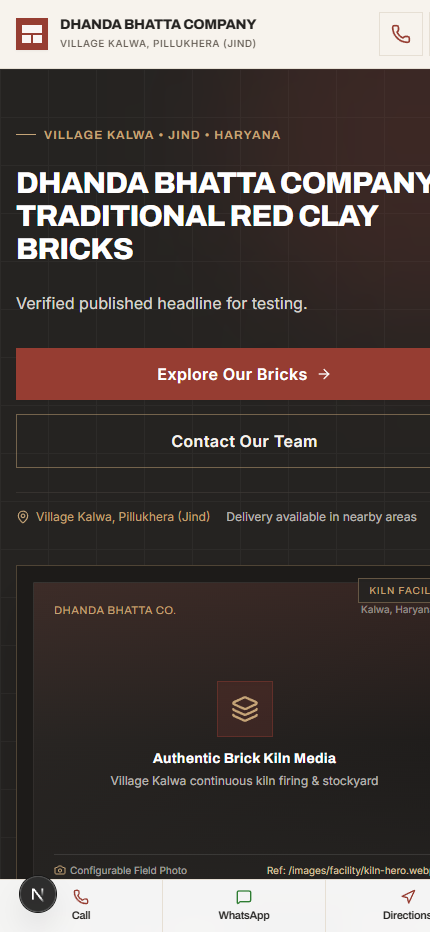 DHANDA BHATTA COMPANY
VILLAGE KALWA, PILLUKHERA (JIND)
VILLAGE KALWA • JIND • HARYANA
DHANDA BHATTA COMPANY
TRADITIONAL RED CLAY
BRICKS
Verified published headline for testing.
Explore Our Bricks →
Contact Our Team
Village Kalwa, Pillukhera (Jind) Delivery available in nearby areas
KILN FACIL
DHANDA BHATTA CO.
Kalwa, Haryan
Authentic Brick Kiln Media
Village Kalwa continuous kiln firing & stockyard
Configurable Field Photo Ref: /images/facility/kiln-hero.webp
N
Call WhatsApp Directions